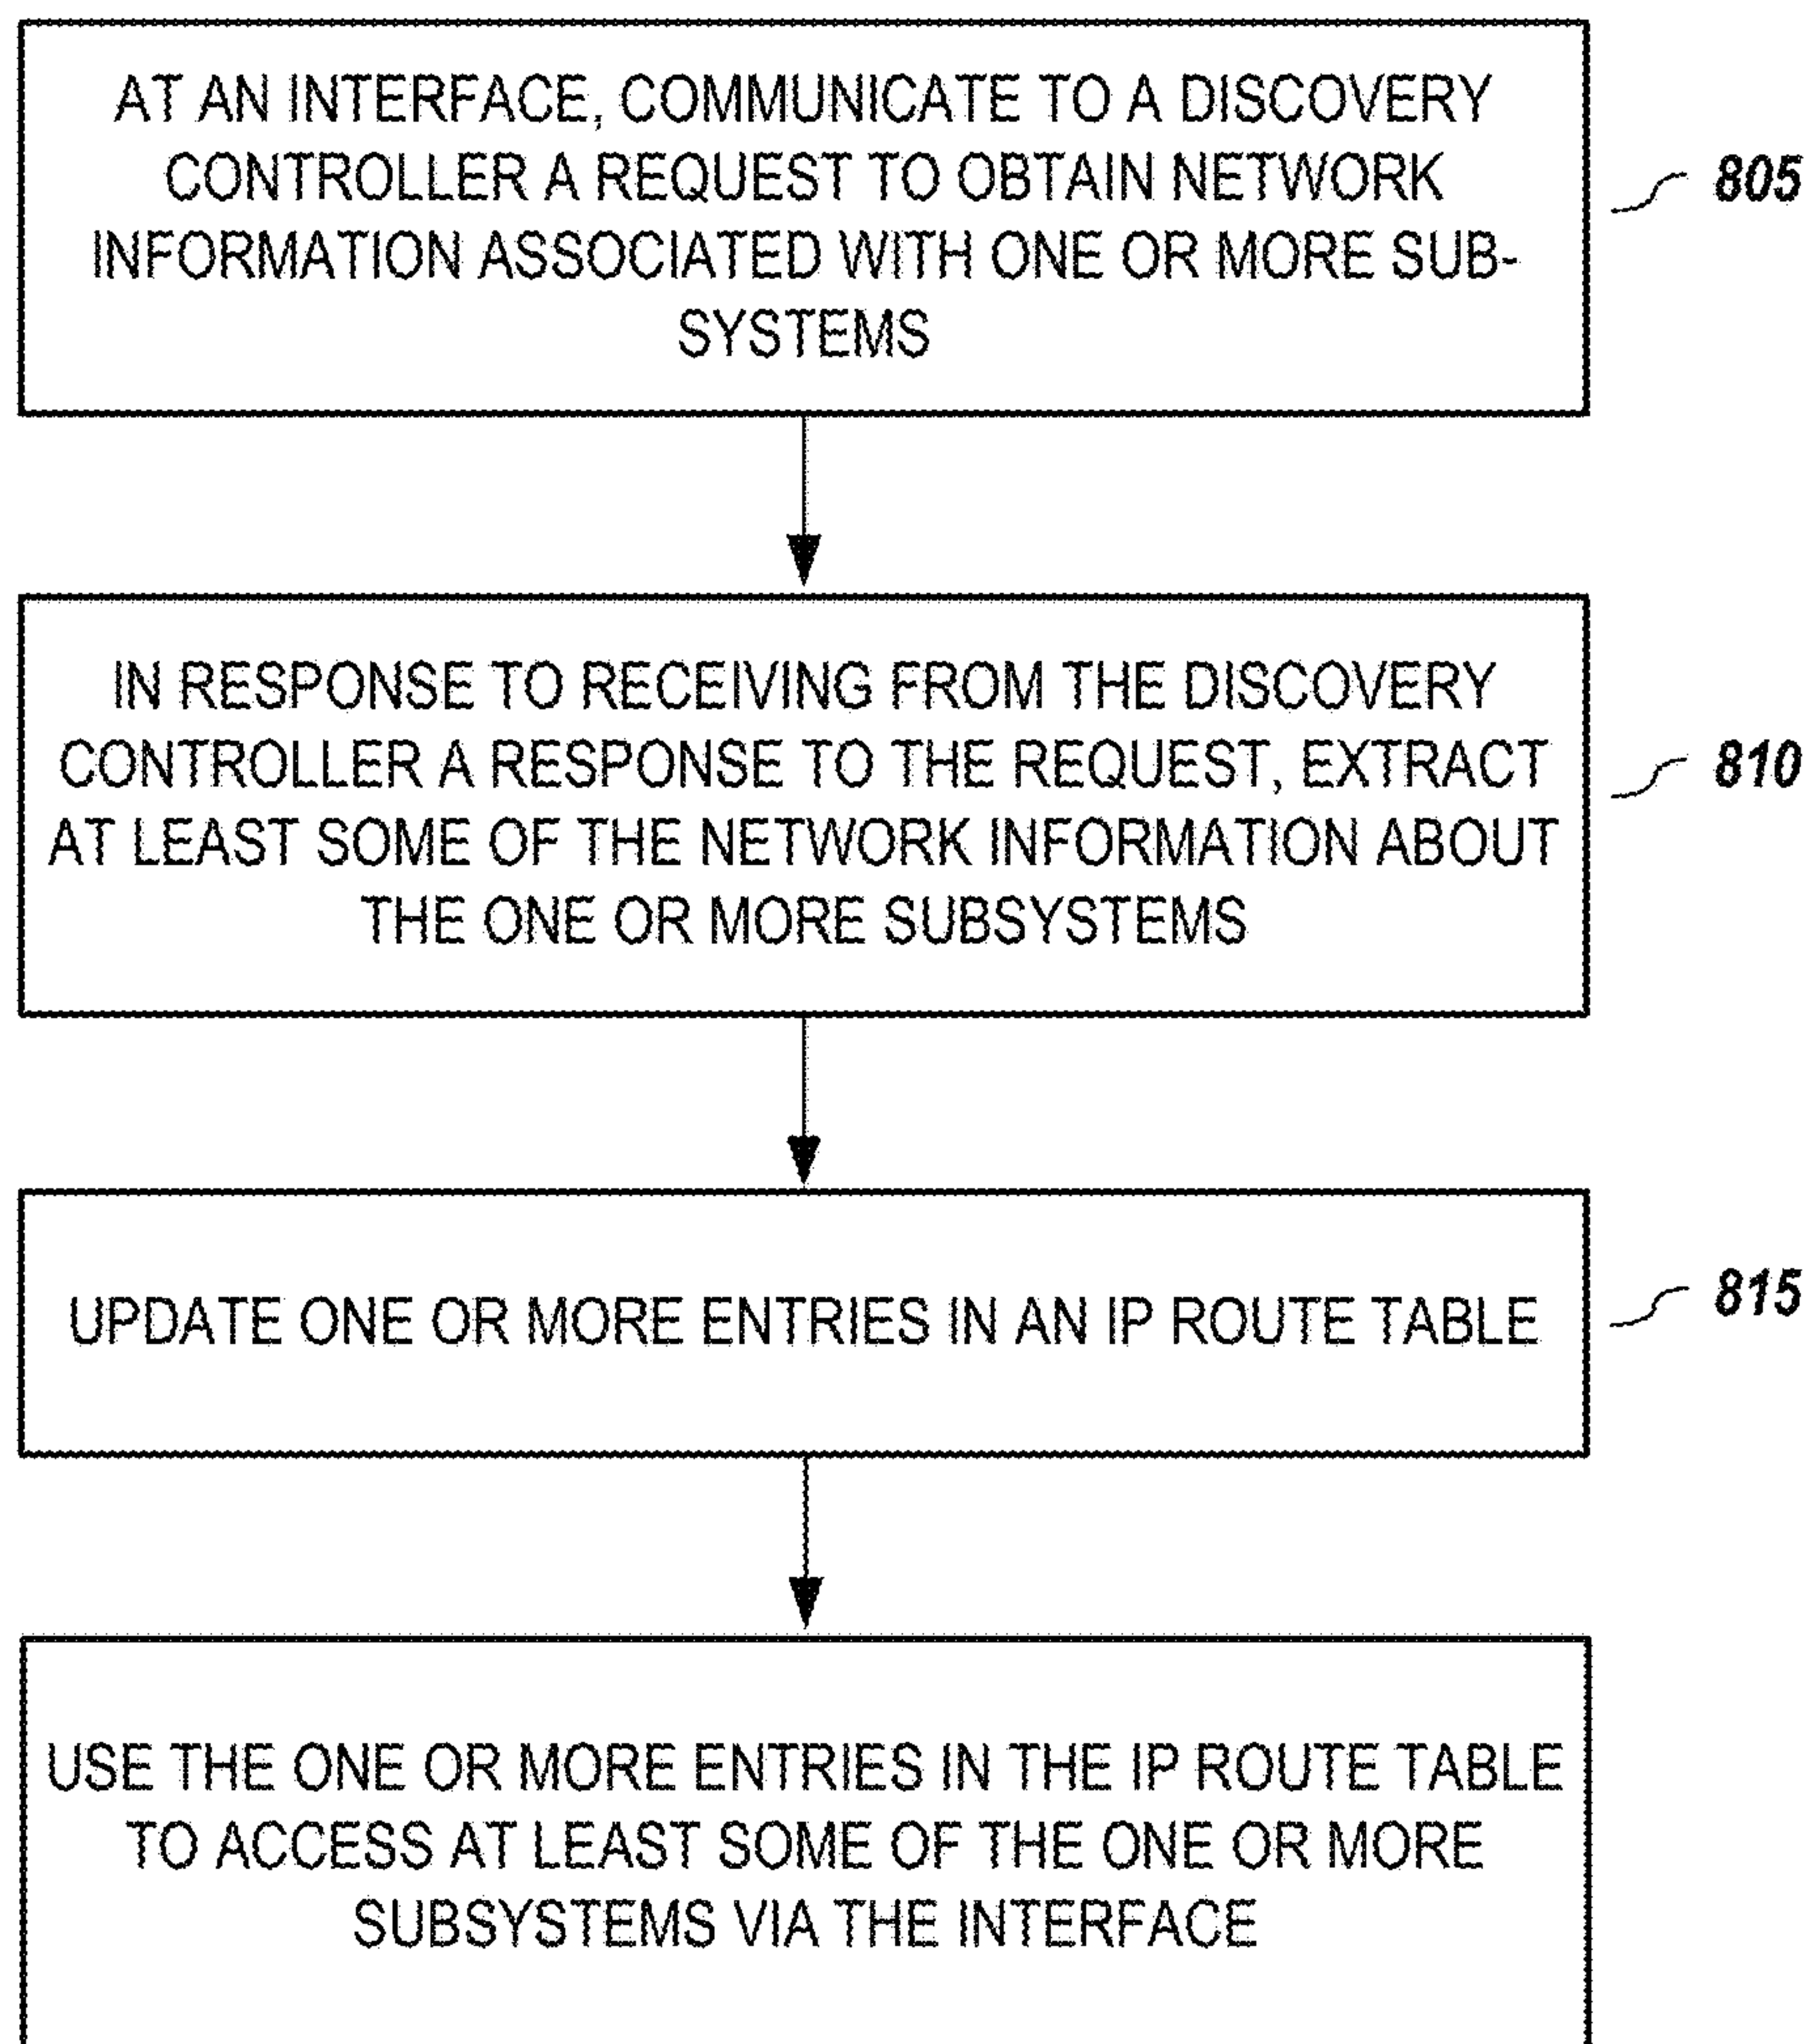 AT AN INTERFACE, COMMUNICATE TO A DISCOVERY
CONTROLLER A REQUEST TO OBTAIN NETWORK
INFORMATION ASSOCIATED WITH ONE OR MORE SUB-
SYSTEMS
805
IN RESPONSE TO RECEIVING FROM THE DISCOVERY
CONTROLLER A RESPONSE TO THE REQUEST, EXTRACT
AT LEAST SOME OF THE NETWORK INFORMATION ABOUT
THE ONE OR MORE SUBSYSTEMS
810
UPDATE ONE OR MORE ENTRIES IN AN IP ROUTE TABLE
815
USE THE ONE OR MORE ENTRIES IN THE IP ROUTE TABLE
TO ACCESS AT LEAST SOME OF THE ONE OR MORE
SUBSYSTEMS VIA THE INTERFACE